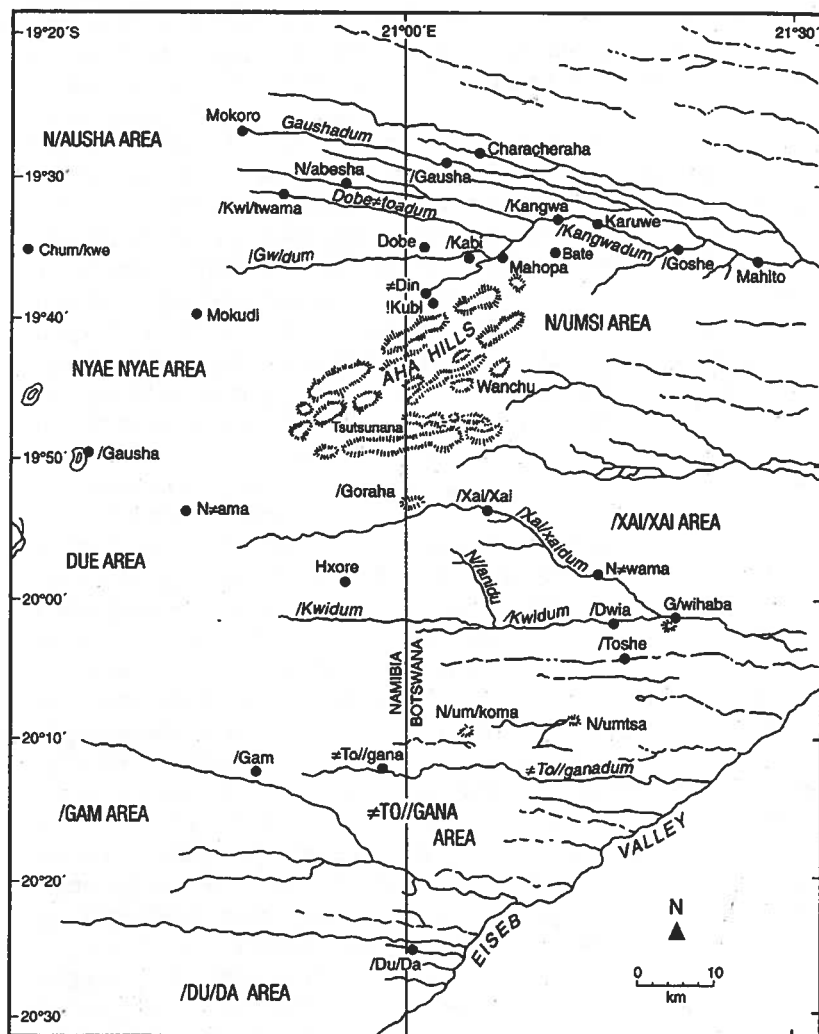 21°00′E
21°30′
19°20′S
Mokoro
Gaushadum
Characheraha
N/AUSHA AREA
N/abesha
/Gausha
19°30′
/Kwi/twama
Dobe≠toadum
/Kangwa
Karuwe
/Kangwadum
Chum/kwe
Dobe
/Kabi
/Gwidum
Mahopa
Bate
/Goshe
Mahito
≠Din
!Kubi
19°40′
Mokudi
N/UMSI AREA
AHA HILLS
NYAE NYAE AREA
Wanchu
Tsutsunana
19°50′
/Gausha
/Goraha
/Xai/Xai
N≠ama
/Xai/xaidum
/XAI/XAI AREA
DUE AREA
Hxore
N//anidu
N≠wama
20°00′
/Kwidum
/Kwidum
/Dwia
G/wihaba
/Toshe
NAMIBIA
BOTSWANA
N/um/koma
N/umtsa
20°10′
/Gam
≠To//gana
≠To//ganadum
/GAM AREA
≠TO//GANA
AREA
EISEB VALLEY
20°20′
N
/Du/Da
0 10
km
/DU/DA AREA
20°30′